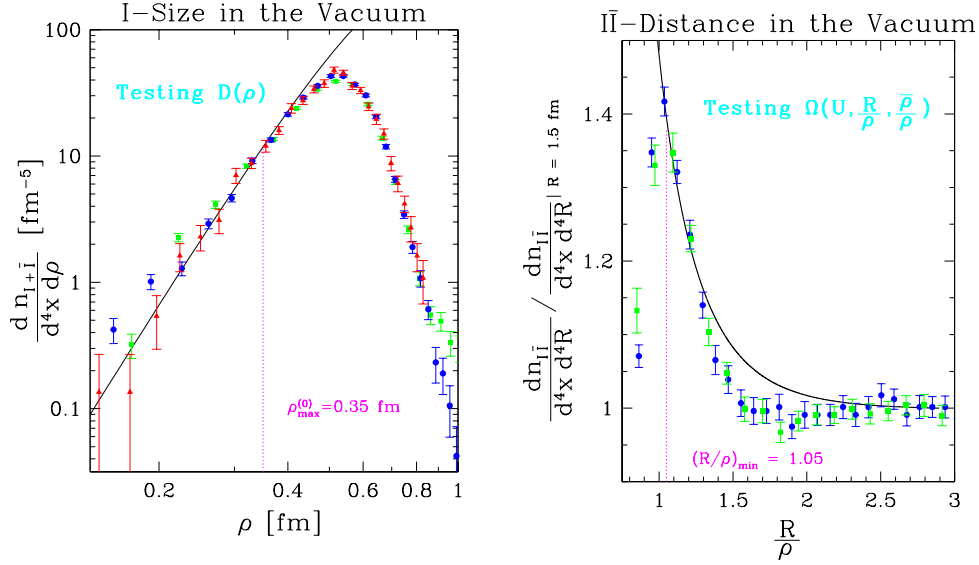 I-Size in the Vacuum
100
10
1
0.1
d n_{I+Ī} / d⁴x dρ [fm⁻⁵]
Testing D(ρ)
ρ_{max}^{(0)}=0.35 fm
0.2 0.4 0.6 0.8 1
ρ [fm]
IĪ-Distance in the Vacuum
1.4
1.2
1
dn_{IĪ} / d⁴x d⁴R / dn_{IĪ} / d⁴x d⁴R | R = 1.5 fm
Testing Ω(U, R/ρ, ρ̄/ρ)
(R/ρ)_{min} = 1.05
1 1.5 2 2.5 3
R/ρ